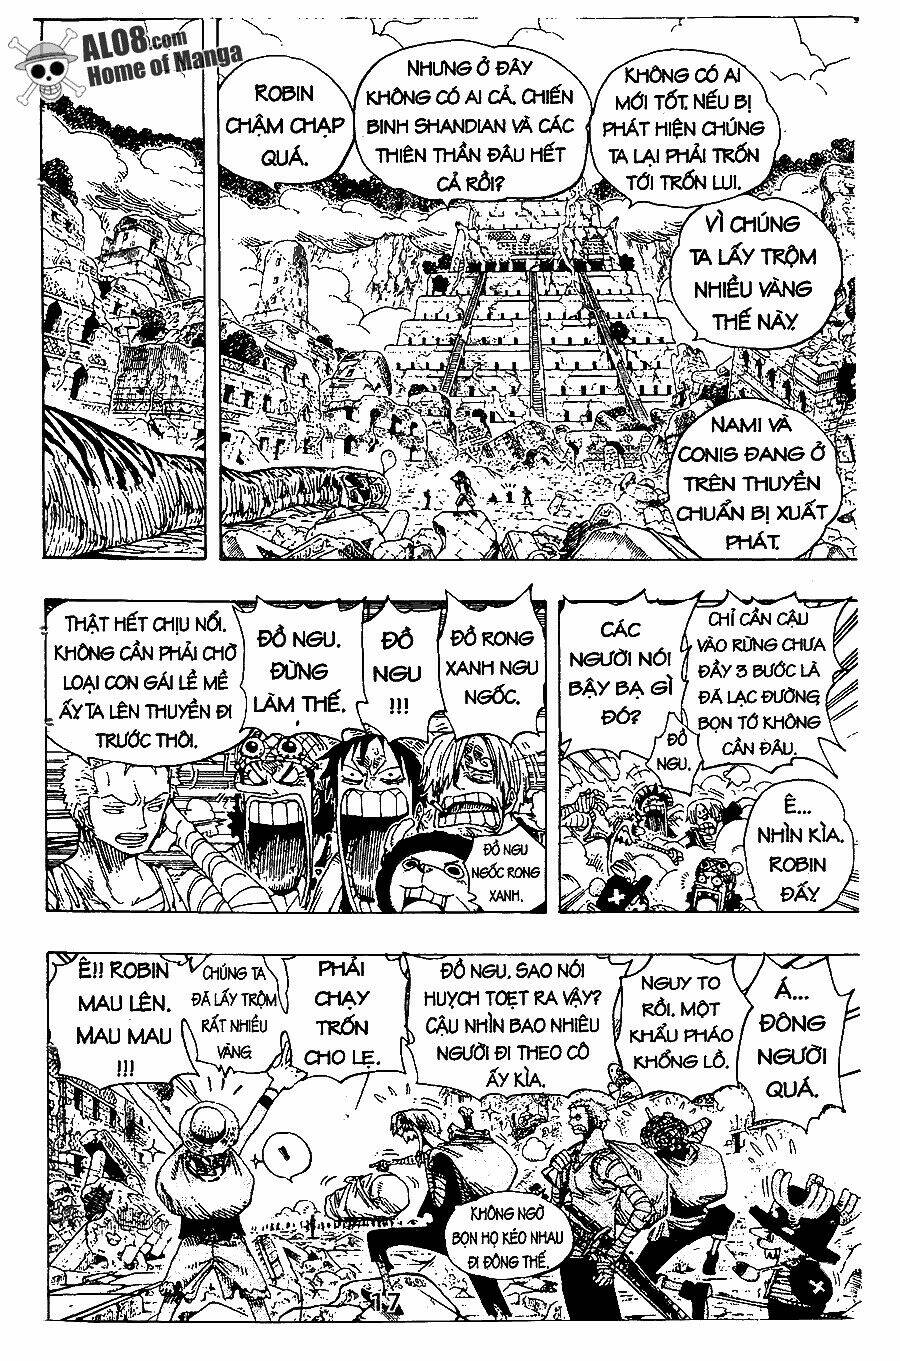 AL08.com
Home of Manga
KHÔNG CÓ AI
MỚI TỐT. NẾU BỊ
PHÁT HIỆN CHÚNG
TA LẠI PHẢI TRỐN
TỚI TRỐN LUI.
VÌ CHÚNG
TA LẤY TRỘM
NHIỀU VÀNG
THẾ NÀY.
NHƯNG Ở ĐÂY
KHÔNG CÓ AI CẢ. CHIẾN
BINH SHANDIAN VÀ CÁC
THIÊN THẦN ĐÂU HẾT
CẢ RỒI?
ROBIN
CHẬM CHẠP
QUÁ.
NAMI VÀ
CONIS ĐANG Ở
TRÊN THUYỀN
CHUẨN BỊ XUẤT
PHÁT.
THẬT HẾT CHỊU NỔI.
KHÔNG CẦN PHẢI CHỜ
LOẠI CON GÁI LỀ MỀ
ẤY. TA LÊN THUYỀN ĐI
TRƯỚC THÔI.
ĐỒ NGU.
ĐỪNG
LÀM THẾ.
ĐỒ
NGU
!!!
ĐỒ RONG
XANH NGU
NGỐC.
ĐỒ NGU
NGỐC RONG
XANH.
CÁC
NGƯỜI NÓI
BẬY BẠ GÌ
ĐÓ?
ĐỒ
NGU.
CHỈ CẦN CẬU
VÀO RỪNG CHƯA
ĐẦY 3 BƯỚC LÀ
ĐÃ LẠC ĐƯỜNG,
BỌN TỚ KHÔNG
CẦN ĐÂU.
Ê...
NHÌN KÌA.
ROBIN
ĐẤY.
Ê!! ROBIN
MAU LÊN.
MAU MAU
!!!
CHÚNG TA
ĐÃ LẤY TRỘM
RẤT NHIỀU
VÀNG.
PHẢI
CHẠY
TRỐN
CHO LẸ.
ĐỒ NGU. SAO NÓI
HUỴCH TOẸT RA VẬY?
CẬU NHÌN BAO NHIÊU
NGƯỜI ĐI THEO CÔ
ẤY KÌA.
NGUY TO
RỒI. MỘT
KHẨU PHÁO
KHỔNG LỒ.
Á...
ĐÔNG
NGƯỜI
QUÁ.
!
KHÔNG NGỜ
BỌN HỌ KÉO NHAU
ĐI ĐÔNG THẾ.
17